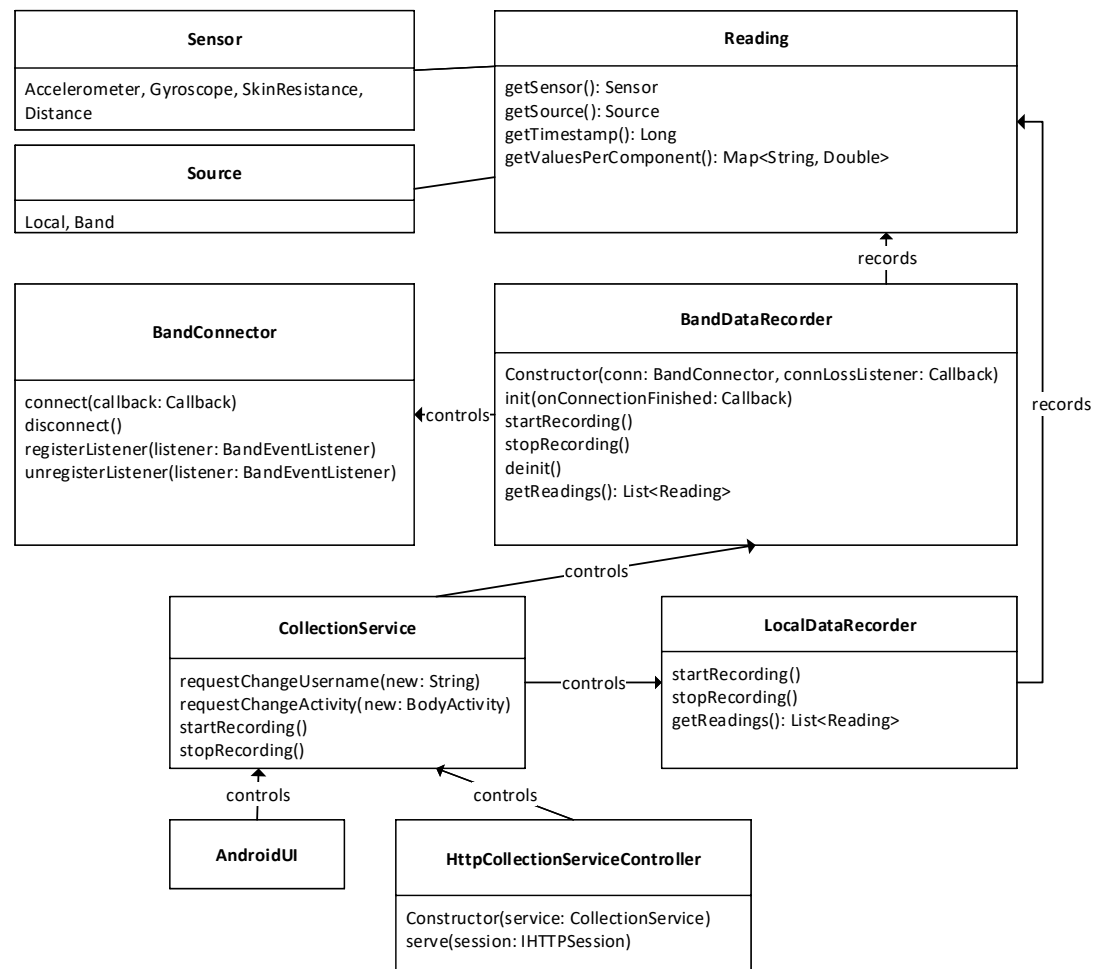 Sensor
Accelerometer, Gyroscope, SkinResistance,
Distance
Reading
getSensor(): Sensor
getSource(): Source
getTimestamp(): Long
getValuesPerComponent(): Map<String, Double>
Source
Local, Band
records
BandConnector
connect(callback: Callback)
disconnect()
registerListener(listener: BandEventListener)
unregisterListener(listener: BandEventListener)
controls
BandDataRecorder
Constructor(conn: BandConnector, connLossListener: Callback)
init(onConnectionFinished: Callback)
startRecording()
stopRecording()
deinit()
getReadings(): List<Reading>
records
controls
CollectionService
requestChangeUsername(new: String)
requestChangeActivity(new: BodyActivity)
startRecording()
stopRecording()
controls
LocalDataRecorder
startRecording()
stopRecording()
getReadings(): List<Reading>
controls
controls
AndroidUI
HttpCollectionServiceController
Constructor(service: CollectionService)
serve(session: IHTTPSession)